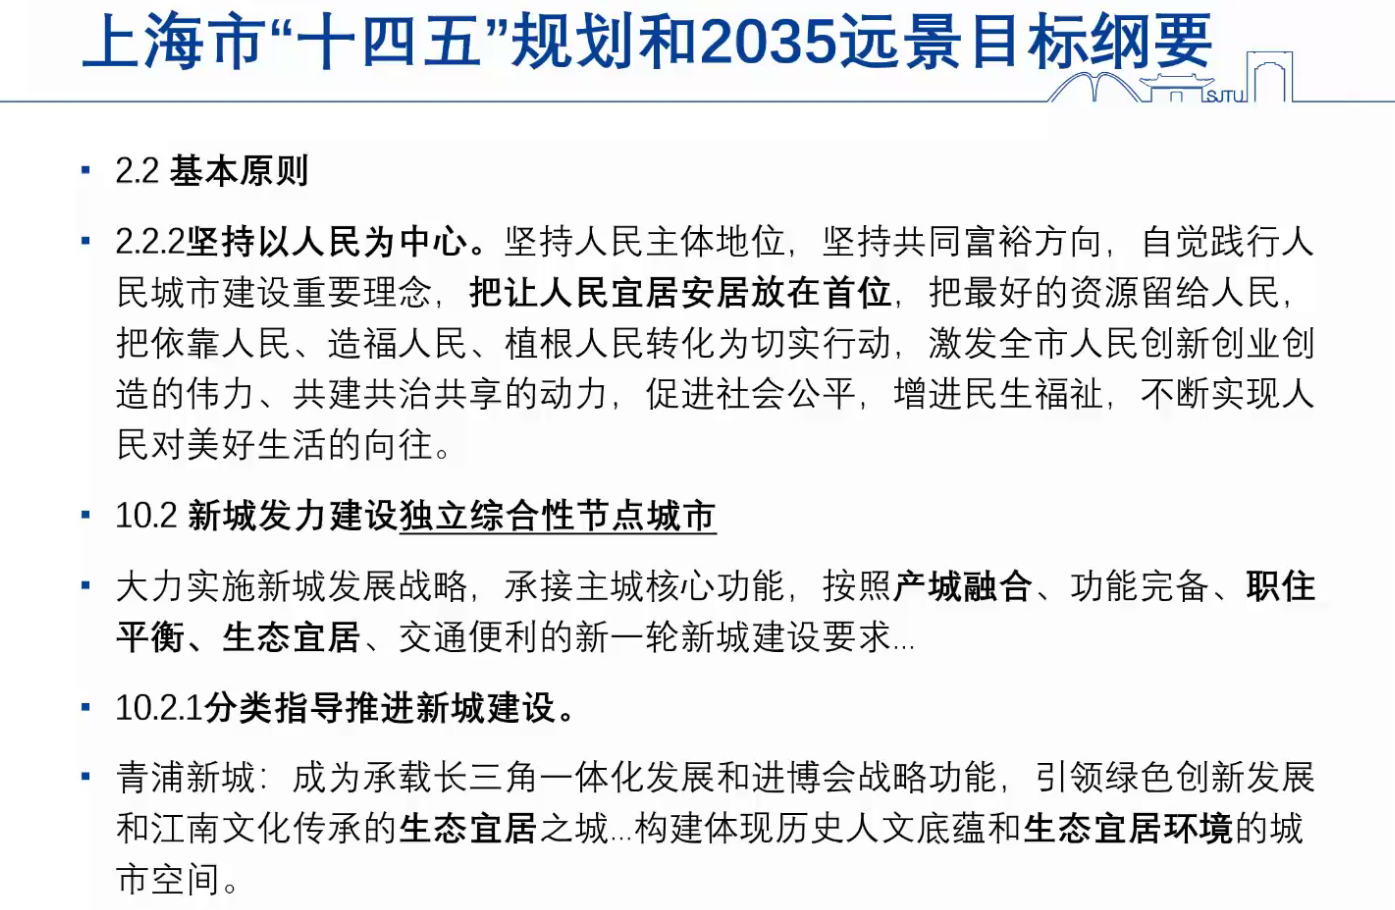 上海市“十四五”规划和2035远景目标纲要
SJTU
▪ 2.2 基本原则
▪ 2.2.2坚持以人民为中心。坚持人民主体地位，坚持共同富裕方向，自觉践行人
民城市建设重要理念，把让人民宜居安居放在首位，把最好的资源留给人民，
把依靠人民、造福人民、植根人民转化为切实行动，激发全市人民创新创业创
造的伟力、共建共治共享的动力，促进社会公平，增进民生福祉，不断实现人
民对美好生活的向往。
▪ 10.2 新城发力建设独立综合性节点城市
▪ 大力实施新城发展战略，承接主城核心功能，按照产城融合、功能完备、职住
平衡、生态宜居、交通便利的新一轮新城建设要求...
▪ 10.2.1分类指导推进新城建设。
▪ 青浦新城：成为承载长三角一体化发展和进博会战略功能，引领绿色创新发展
和江南文化传承的生态宜居之城...构建体现历史人文底蕴和生态宜居环境的城
市空间。